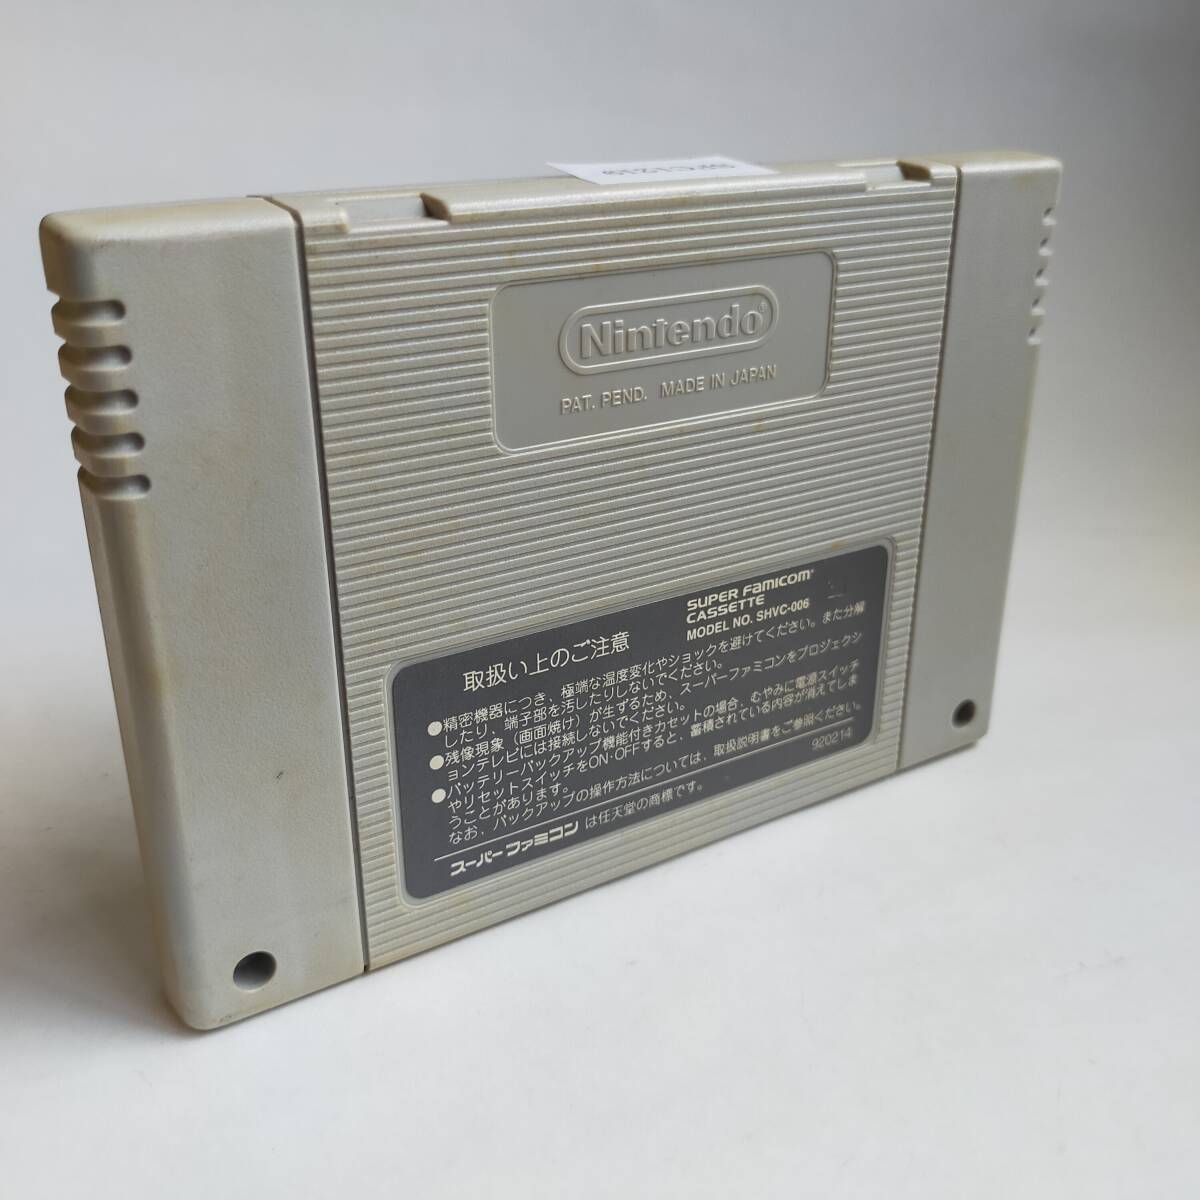 Nintendo®
PAT. PEND. MADE IN JAPAN
SUPER Famicom
CASSETTE
MODEL NO. SHVC-006
取扱い上のご注意
●精密機器につき、極端な温度変化やショックを避けてください。また分解
したり、端子部を汚したりしないでください。
●残像現象（画面焼け）が生ずるため、スーパーファミコンをプロジェクシ
ョンテレビには接続しないでください。
●バッテリーバックアップ機能付きカセットの場合、むやみに電源スイッチ
やリセットスイッチをON・OFFすると、蓄積されている内容が消えてしま
うことがあります。
なお、バックアップの操作方法については、取扱説明書をご参照ください。
920214
スーパーファミコン は任天堂の商標です。